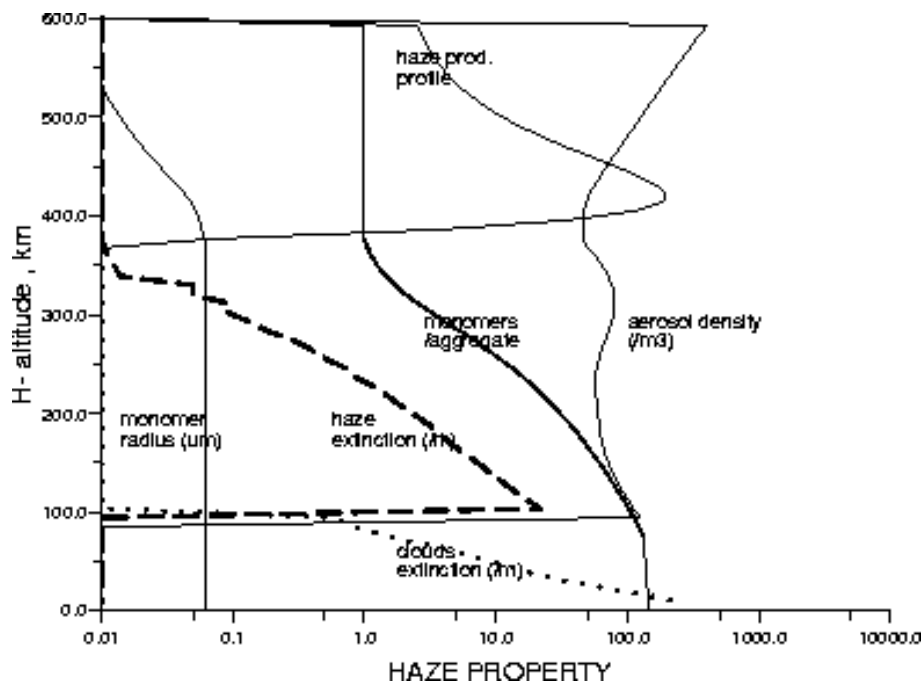 600.0
500.0
400.0
300.0
200.0
100.0
0.0
H- altitude , km
haze prod.
profile
monomers
/aggregate
aerosol density
(/m3)
monomer
radius (um)
haze
extinction (/m)
clouds
extinction (/m)
0.01
0.1
1.0
10.0
100.0
1000.0
10000.0
HAZE PROPERTY